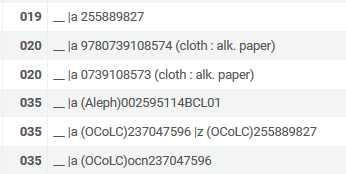 019 __ |a 255889827
020 __ |a 9780739108574 (cloth : alk. paper)
020 __ |a 0739108573 (cloth : alk. paper)
035 __ |a (Aleph)002595114BCL01
035 __ |a (OCoLC)237047596 |z (OCoLC)255889827
035 __ |a (OCoLC)ocn237047596